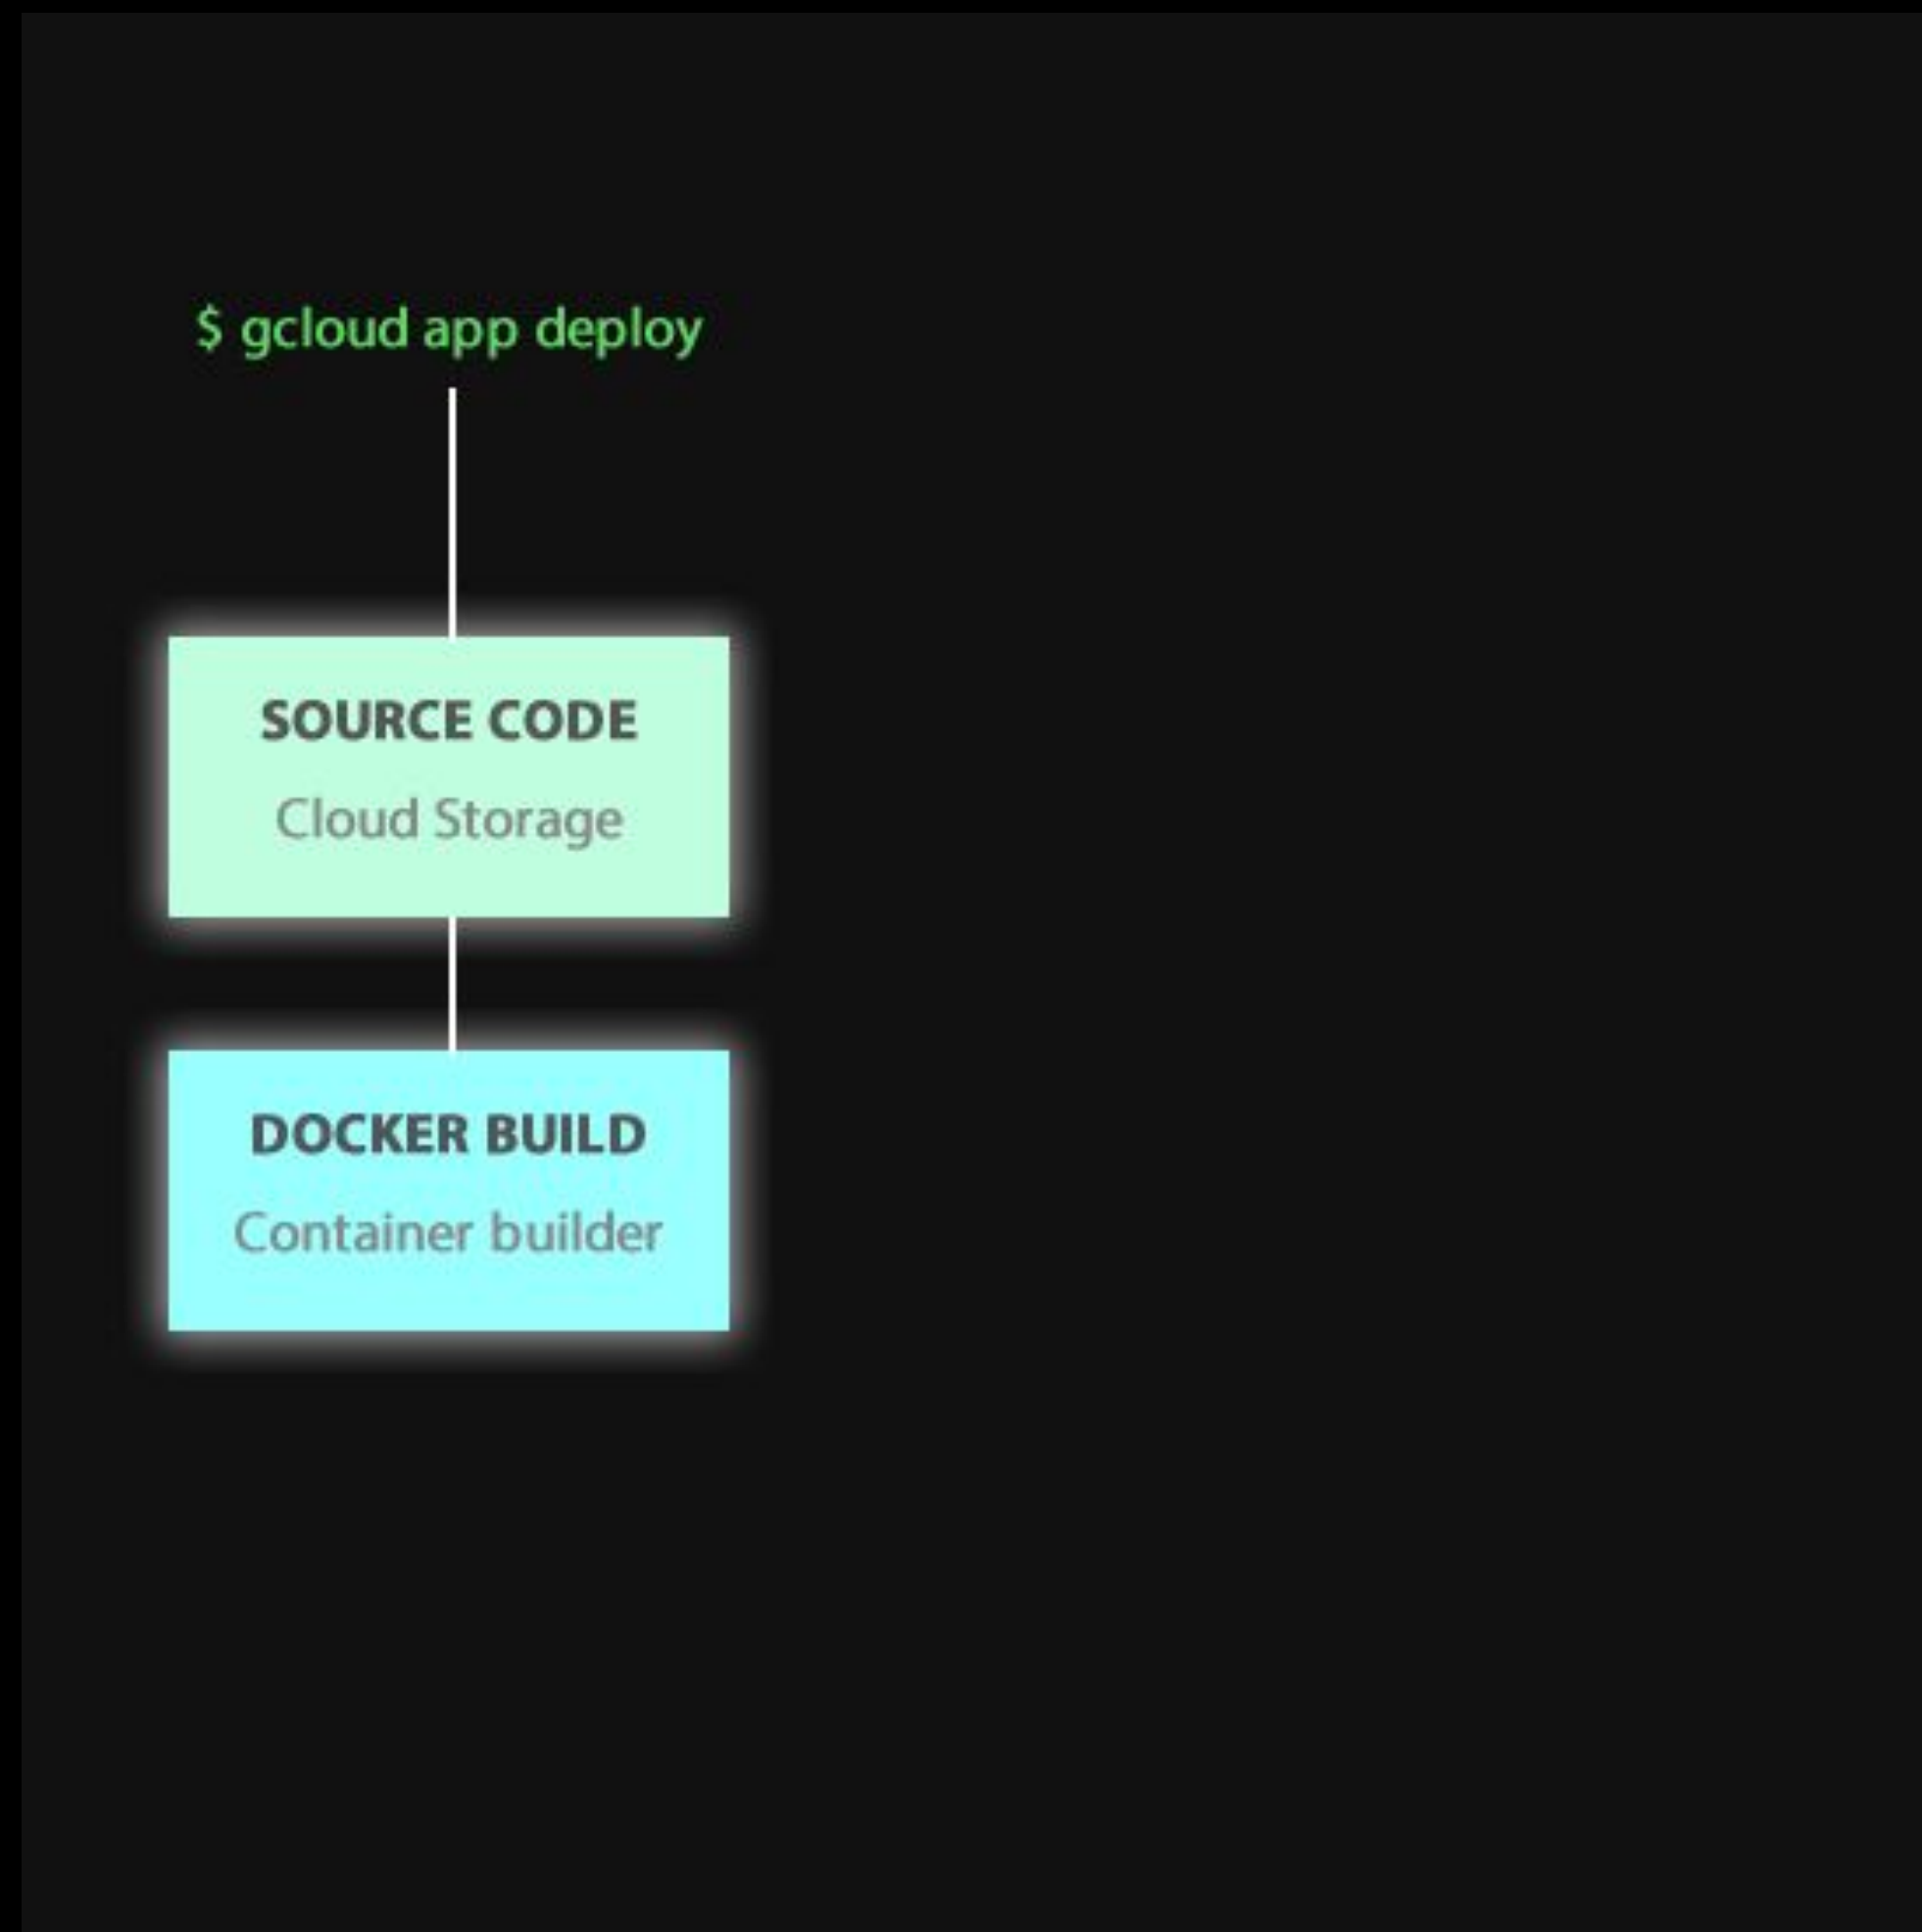 $ gcloud app deploy
SOURCE CODE
Cloud Storage
DOCKER BUILD
Container builder